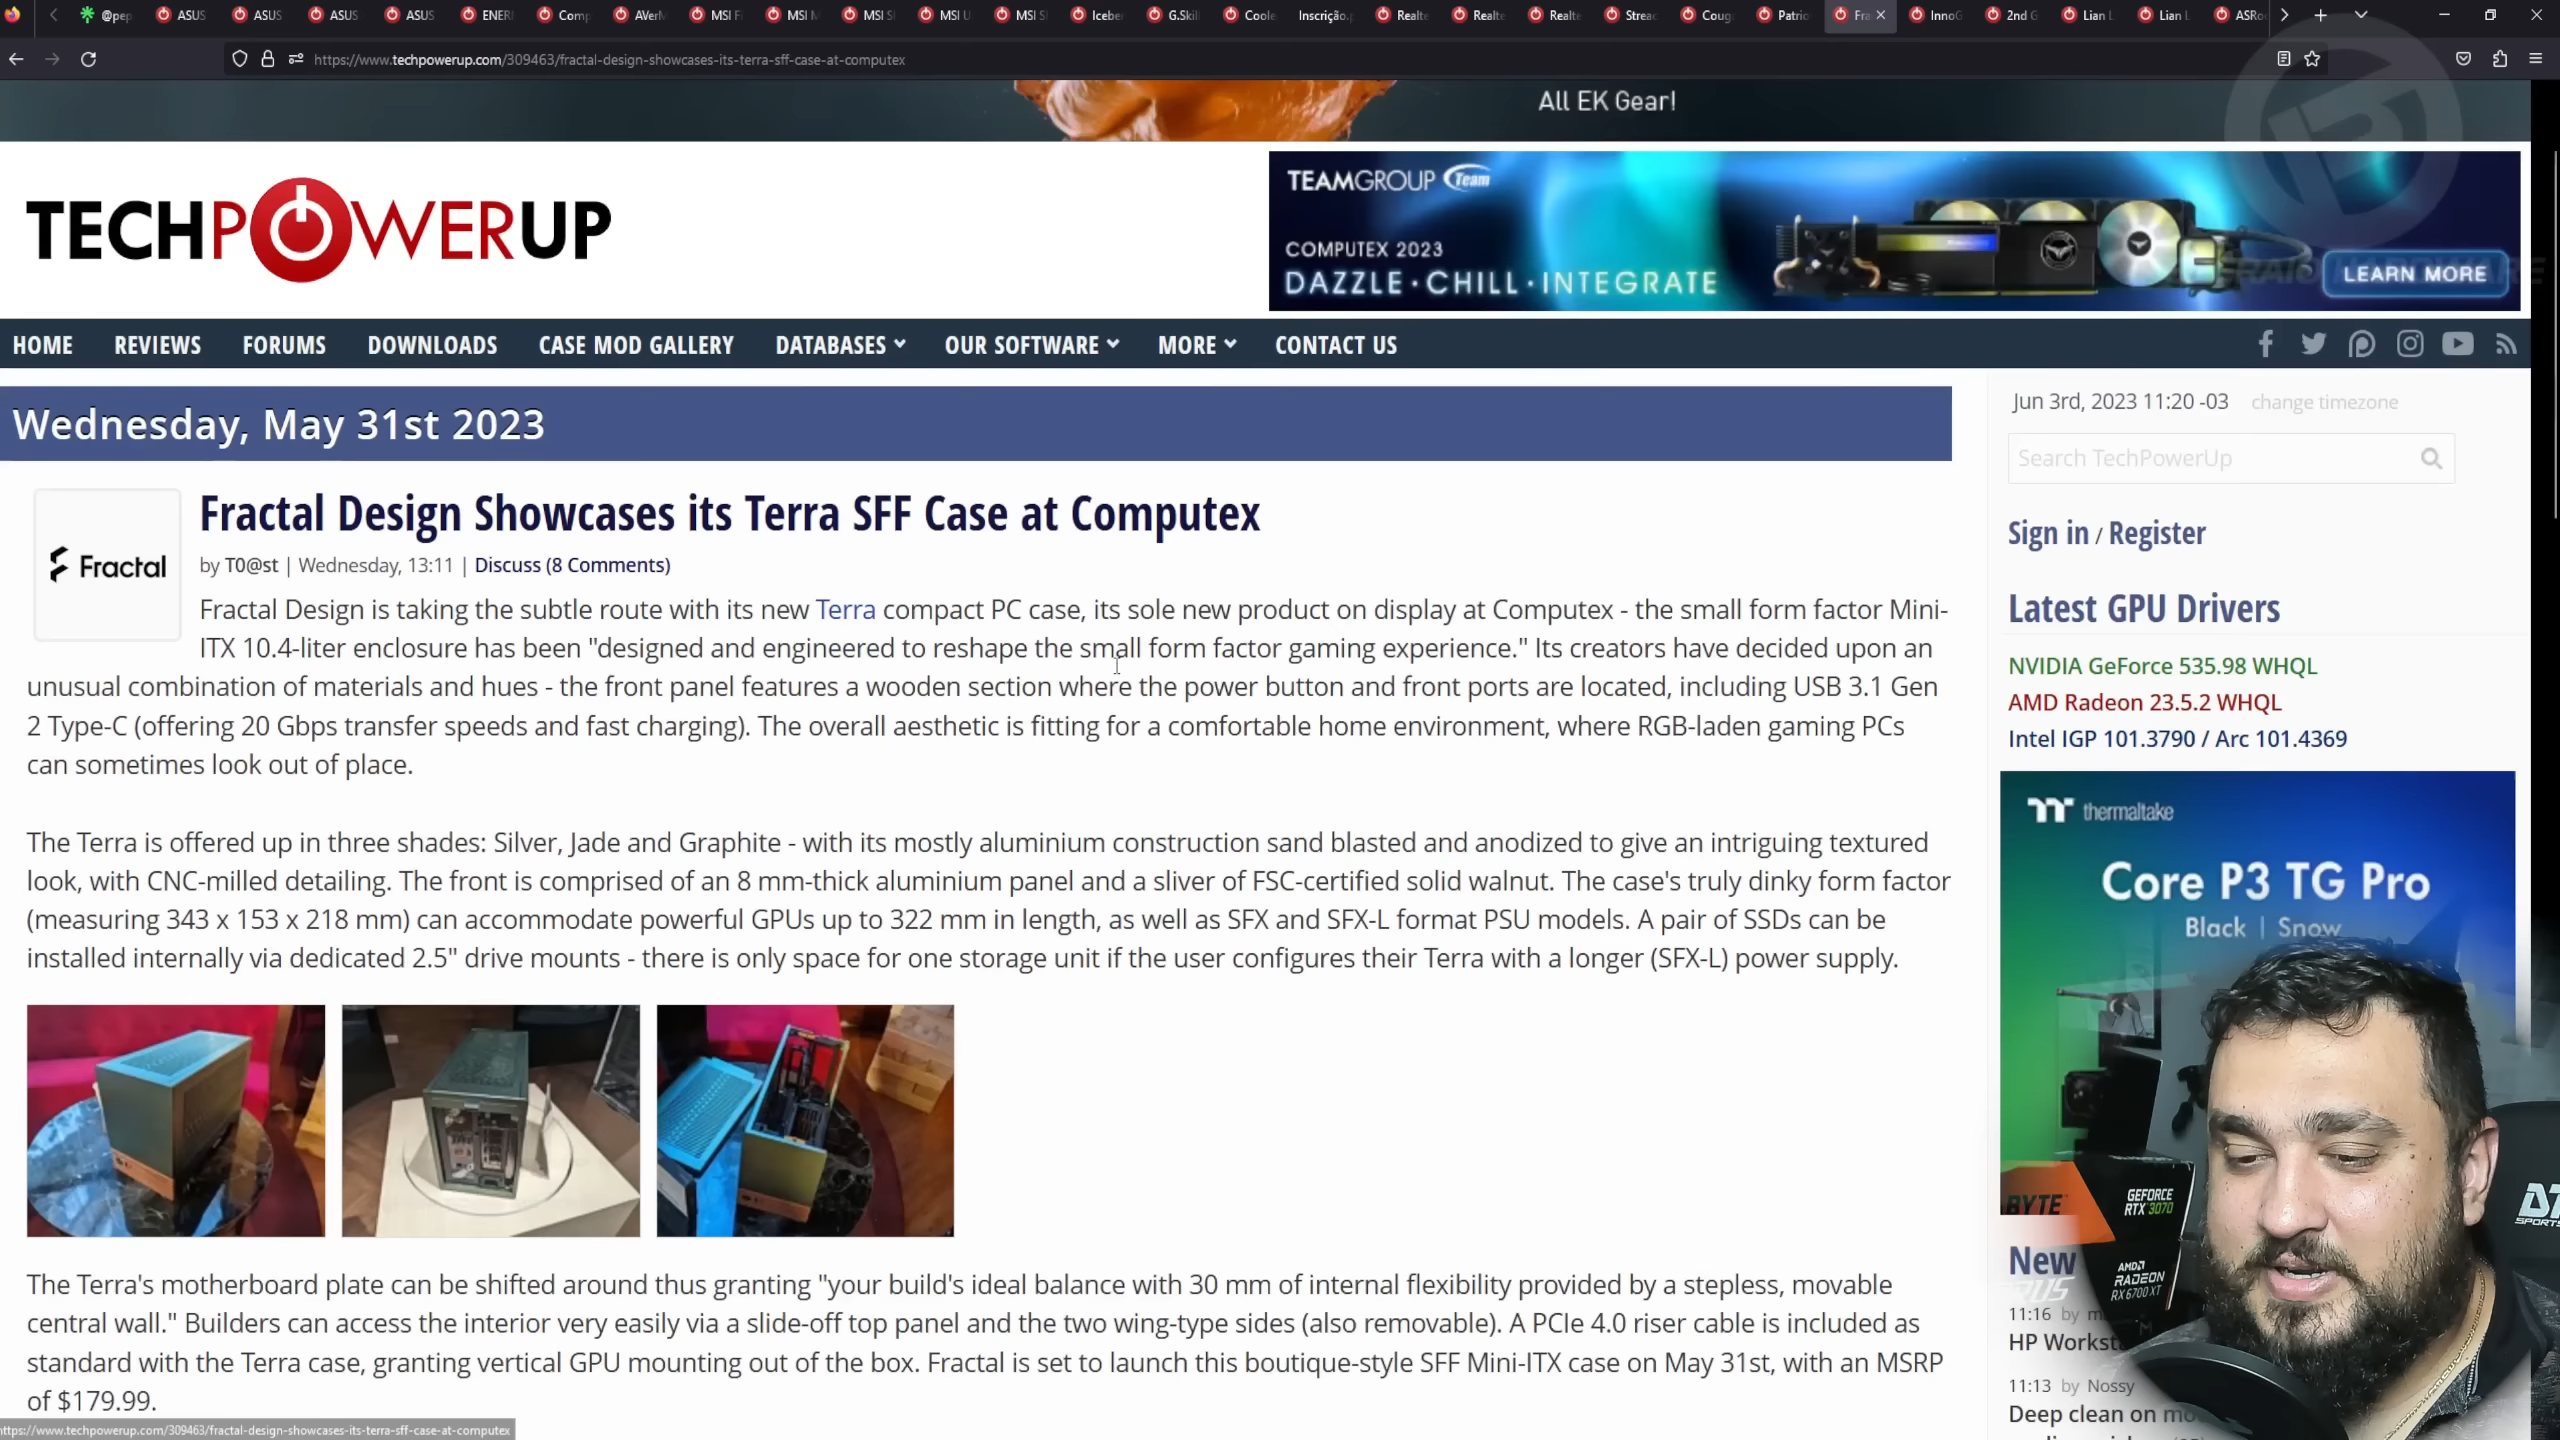 @pep ASUS ASUS ASUS ASUS ENER Comp AVerM MSI F MSI M MSI S MSI U MSI S Iceber G.Skil Coole Inscrição. Realte Realte Realte Strea Coug Patrio Fra InnoG 2nd G Lian L Lian L ASRo
https://www.techpowerup.com/309463/fractal-design-showcases-its-terra-sff-case-at-computex
All EK Gear!
TECHPOWERUP
TEAMGROUP Team
COMPUTEX 2023
DAZZLE · CHILL · INTEGRATE
LEARN MORE
HOME REVIEWS FORUMS DOWNLOADS CASE MOD GALLERY DATABASES OUR SOFTWARE MORE CONTACT US
Wednesday, May 31st 2023
Jun 3rd, 2023 11:20 -03 change timezone
Search TechPowerUp
Fractal
Fractal Design Showcases its Terra SFF Case at Computex
by T0@st | Wednesday, 13:11 | Discuss (8 Comments)
Fractal Design is taking the subtle route with its new Terra compact PC case, its sole new product on display at Computex - the small form factor Mini-
ITX 10.4-liter enclosure has been "designed and engineered to reshape the small form factor gaming experience." Its creators have decided upon an
unusual combination of materials and hues - the front panel features a wooden section where the power button and front ports are located, including USB 3.1 Gen
2 Type-C (offering 20 Gbps transfer speeds and fast charging). The overall aesthetic is fitting for a comfortable home environment, where RGB-laden gaming PCs
can sometimes look out of place.
The Terra is offered up in three shades: Silver, Jade and Graphite - with its mostly aluminium construction sand blasted and anodized to give an intriguing textured
look, with CNC-milled detailing. The front is comprised of an 8 mm-thick aluminium panel and a sliver of FSC-certified solid walnut. The case's truly dinky form factor
(measuring 343 x 153 x 218 mm) can accommodate powerful GPUs up to 322 mm in length, as well as SFX and SFX-L format PSU models. A pair of SSDs can be
installed internally via dedicated 2.5" drive mounts - there is only space for one storage unit if the user configures their Terra with a longer (SFX-L) power supply.
The Terra's motherboard plate can be shifted around thus granting "your build's ideal balance with 30 mm of internal flexibility provided by a stepless, movable
central wall." Builders can access the interior very easily via a slide-off top panel and the two wing-type sides (also removable). A PCIe 4.0 riser cable is included as
standard with the Terra case, granting vertical GPU mounting out of the box. Fractal is set to launch this boutique-style SFF Mini-ITX case on May 31st, with an MSRP
of $179.99.
https://www.techpowerup.com/309463/fractal-design-showcases-its-terra-sff-case-at-computex
Sign in / Register
Latest GPU Drivers
NVIDIA GeForce 535.98 WHQL
AMD Radeon 23.5.2 WHQL
Intel IGP 101.3790 / Arc 101.4369
thermaltake
Core P3 TG Pro
Black | Snow
BYTE
GEFORCE
RTX 3070
AMD
RADEON
RX 6700 XT
New
11:16 by m
HP Workst
11:13 by Nossy
Deep clean on mo